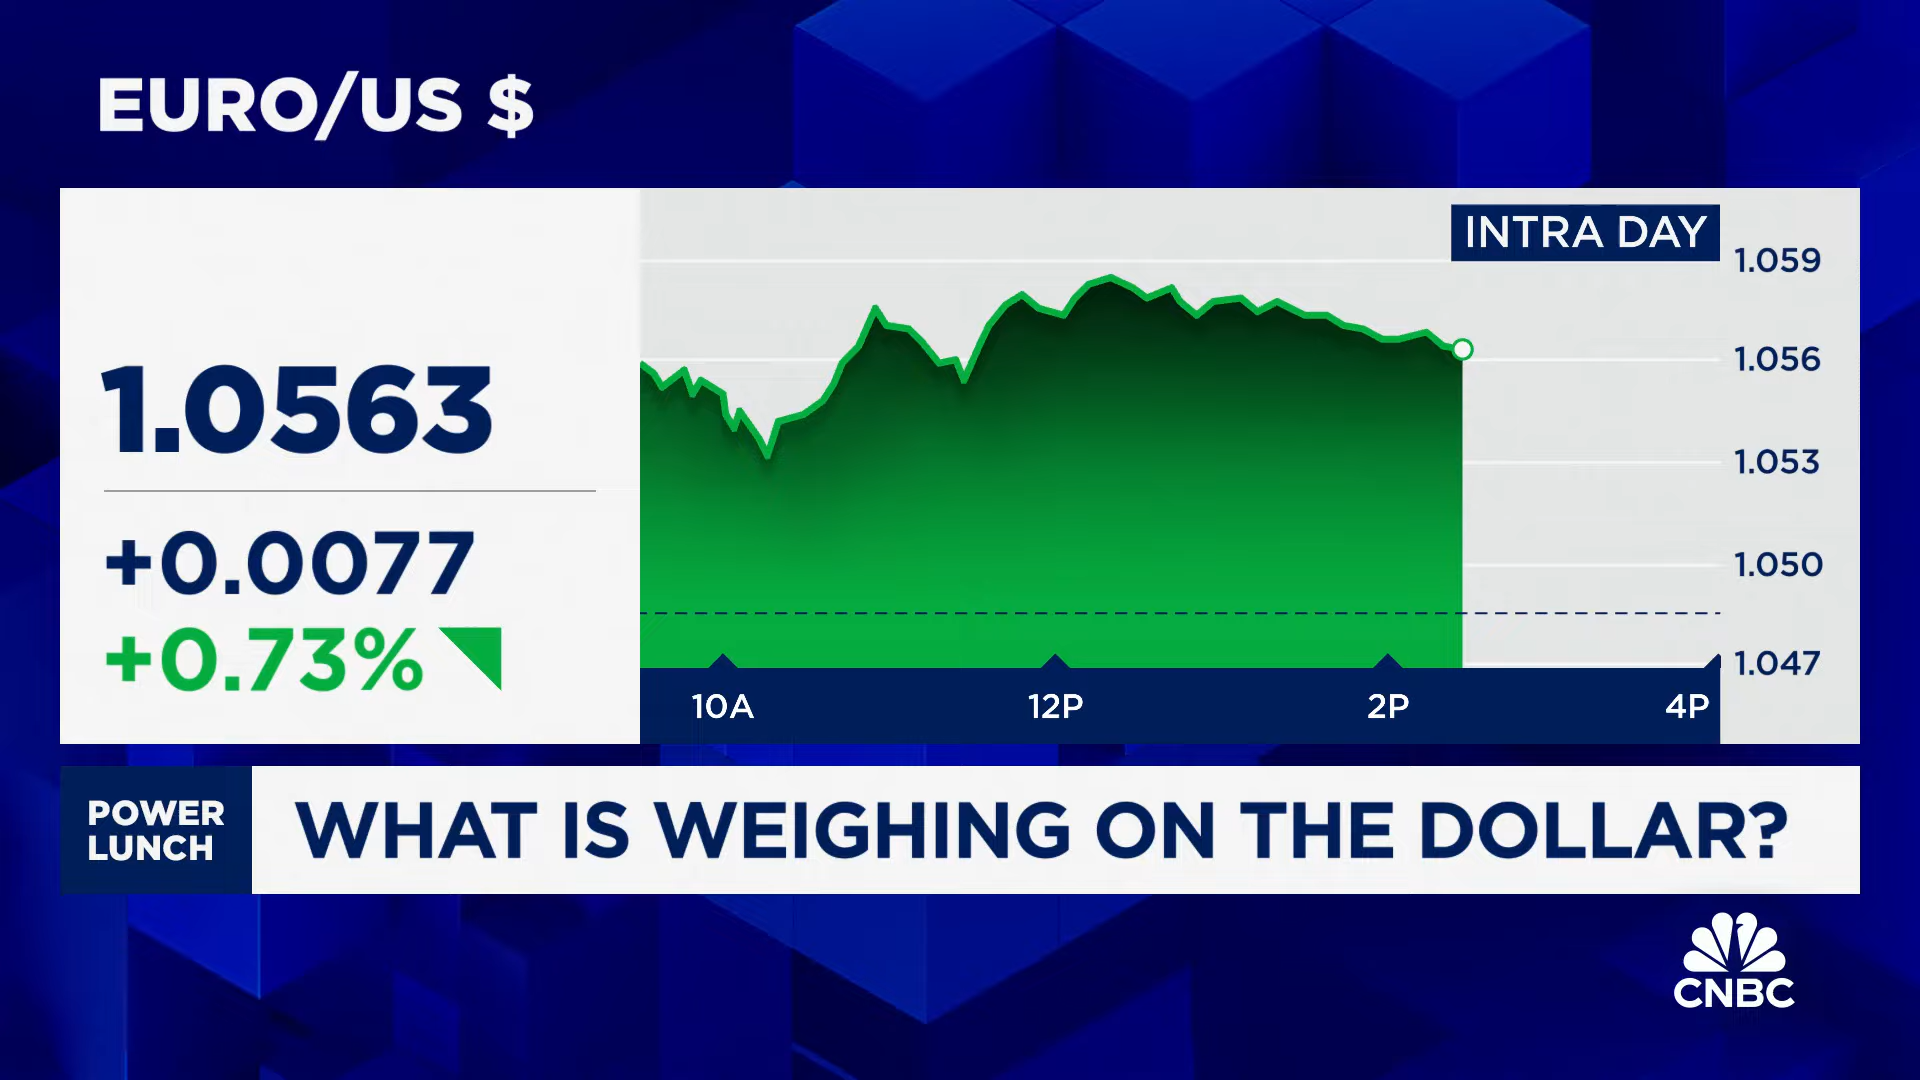 EURO/US $
1.0563
+0.0077
+0.73%
INTRA DAY
1.059
1.056
1.053
1.050
1.047
10A
12P
2P
4P
POWER
LUNCH
WHAT IS WEIGHING ON THE DOLLAR?
CNBC